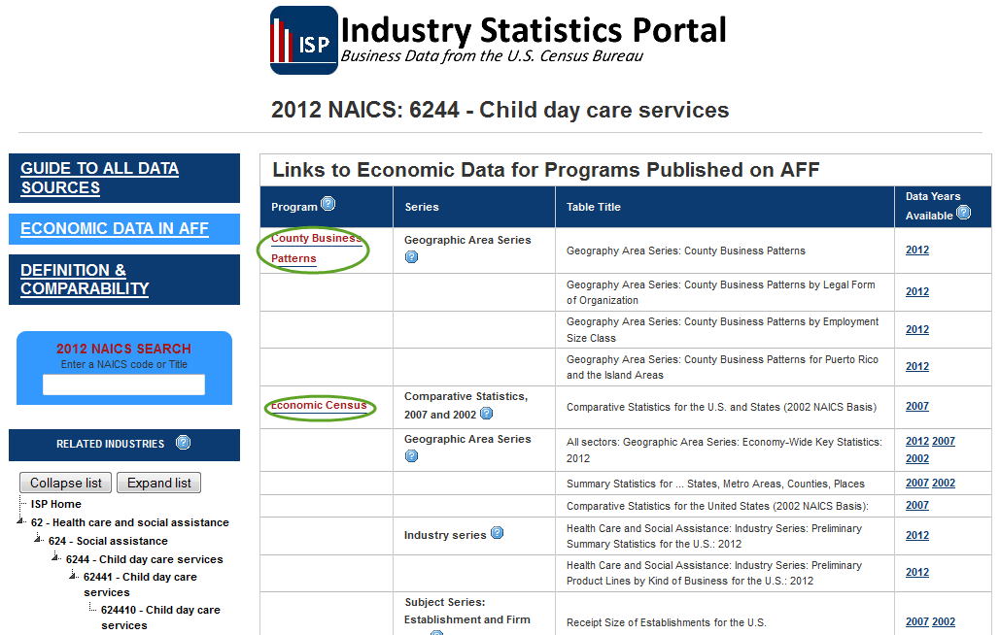 ISP
Industry Statistics Portal
Business Data from the U.S. Census Bureau
2012 NAICS: 6244 - Child day care services
GUIDE TO ALL DATA
SOURCES
ECONOMIC DATA IN AFF
DEFINITION &
COMPARABILITY
2012 NAICS SEARCH
Enter a NAICS code or Title
RELATED INDUSTRIES ?
Collapse list Expand list
ISP Home
62 - Health care and social assistance
624 - Social assistance
6244 - Child day care services
62441 - Child day care
services
624410 - Child day care
services
Links to Economic Data for Programs Published on AFF
Program ? Series Table Title Data Years
Available ?
County Business
Patterns
Geographic Area Series
?
Geography Area Series: County Business Patterns 2012
Geography Area Series: County Business Patterns by Legal Form
of Organization
2012
Geography Area Series: County Business Patterns by Employment
Size Class
2012
Geography Area Series: County Business Patterns for Puerto Rico
and the Island Areas
2012
Economic Census
Comparative Statistics,
2007 and 2002 ?
Comparative Statistics for the U.S. and States (2002 NAICS Basis) 2007
Geographic Area Series
?
All sectors: Geographic Area Series: Economy-Wide Key Statistics:
2012
2012 2007
2002
Summary Statistics for ... States, Metro Areas, Counties, Places 2007 2002
Comparative Statistics for the United States (2002 NAICS Basis): 2007
Industry series ?
Health Care and Social Assistance: Industry Series: Preliminary
Summary Statistics for the U.S.: 2012
2012
Health Care and Social Assistance: Industry Series: Preliminary
Product Lines by Kind of Business for the U.S.: 2012
2012
Subject Series:
Establishment and Firm
Receipt Size of Establishments for the U.S. 2007 2002